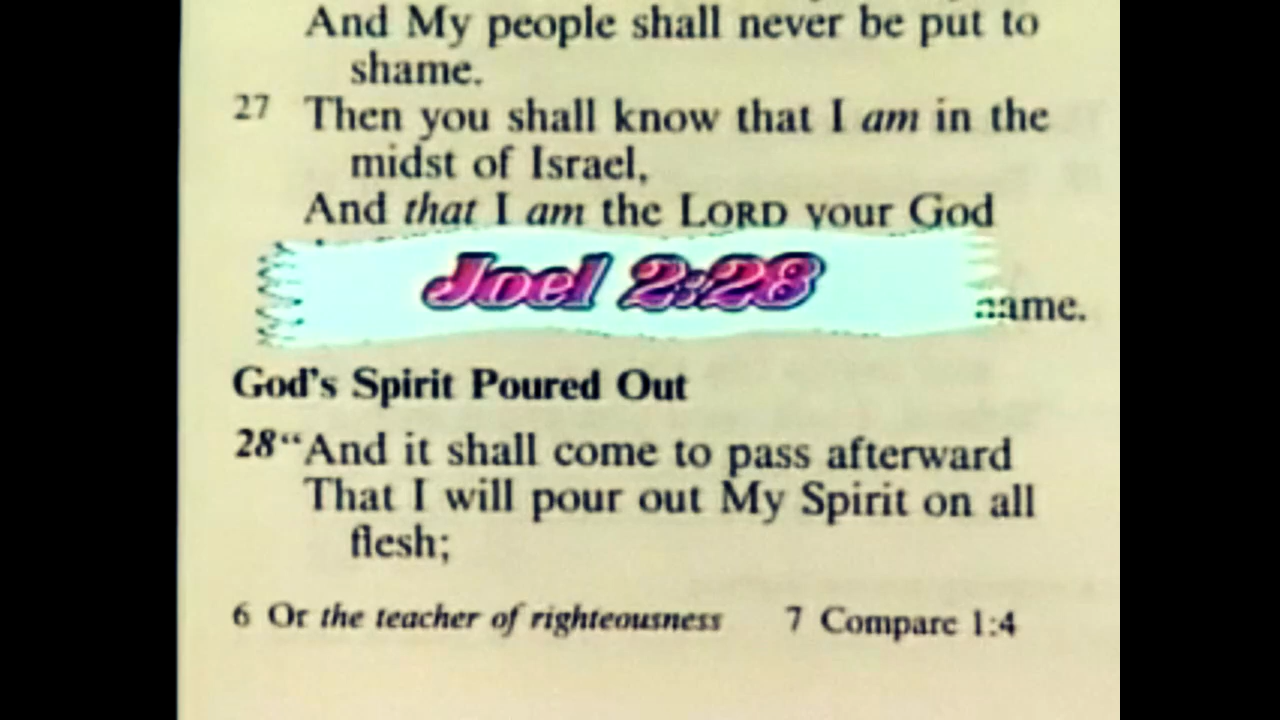 And My people shall never be put to
shame.
27 Then you shall know that I am in the
midst of Israel,
And that I am the LORD your God
Joel 2:28
name.
God's Spirit Poured Out
28“And it shall come to pass afterward
That I will pour out My Spirit on all
flesh;
6 Or the teacher of righteousness 7 Compare 1:4